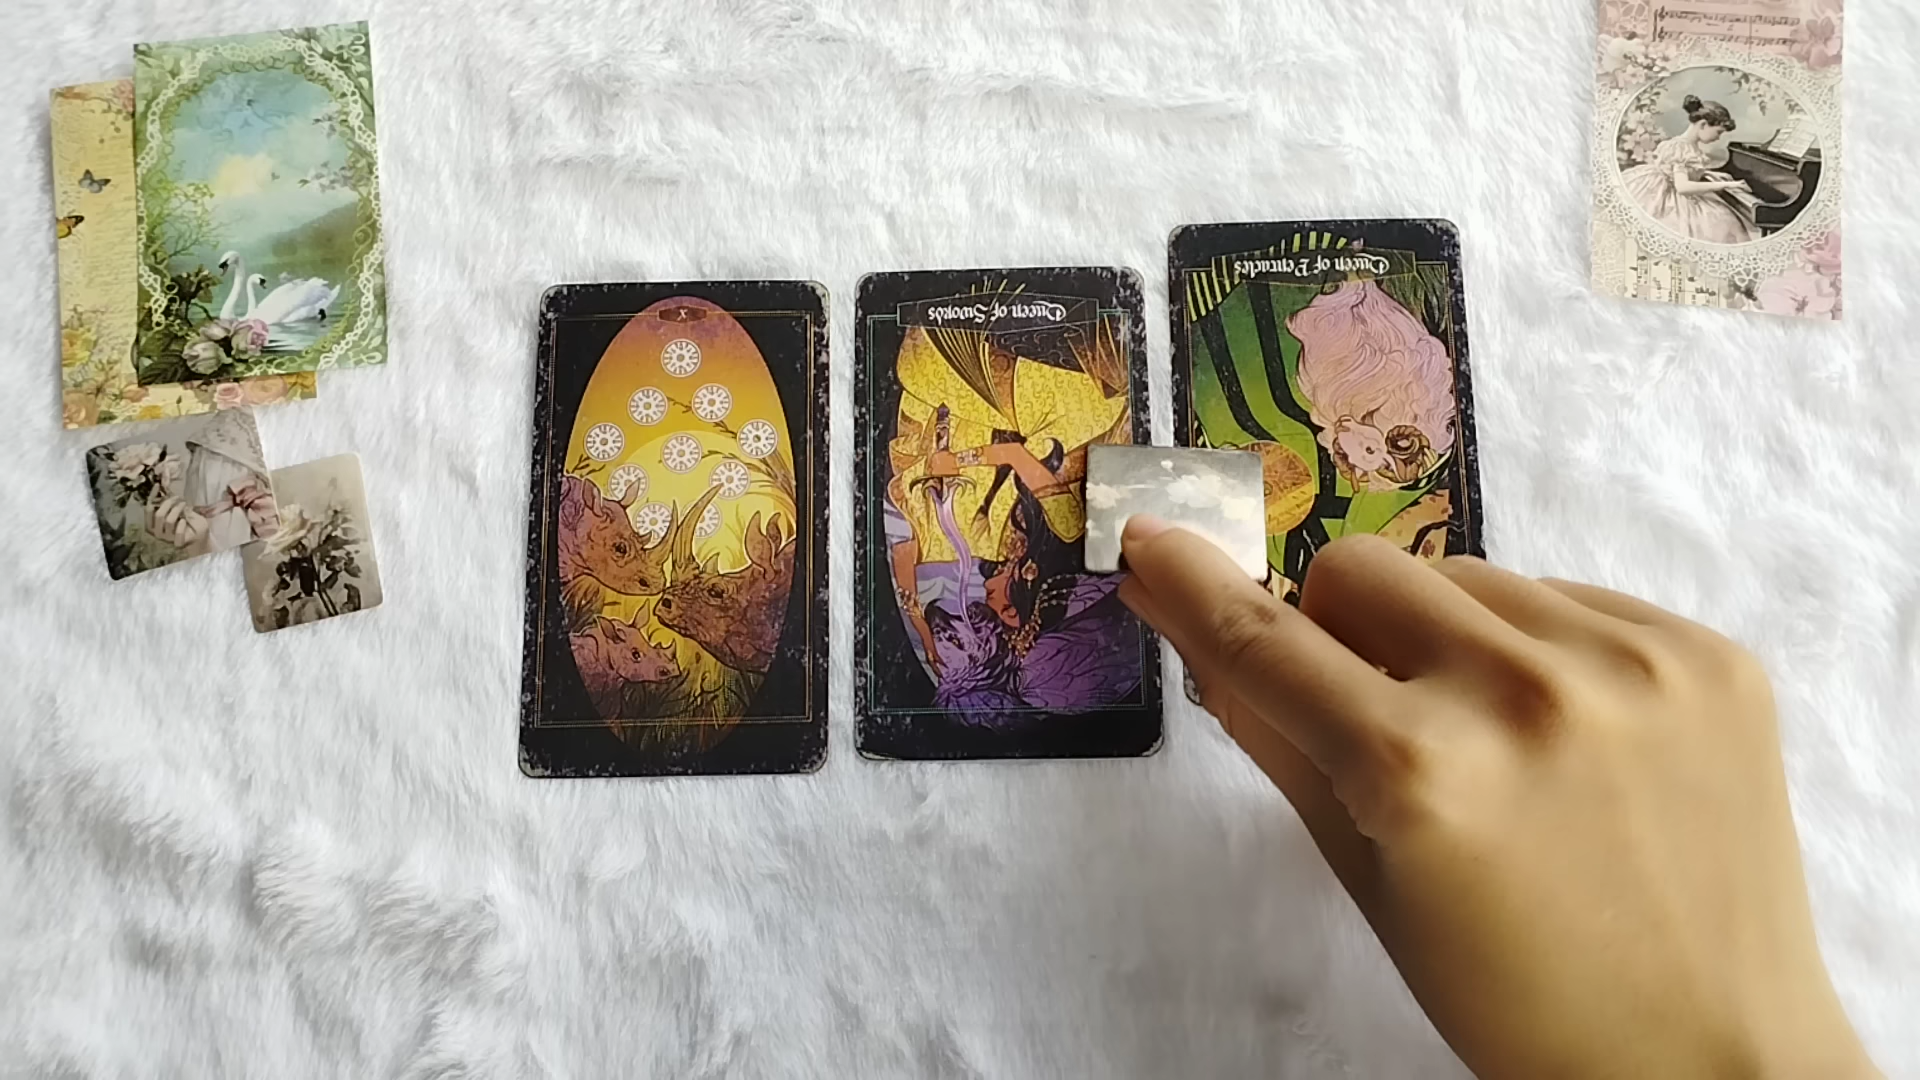 X
Queen of Swords
Queen of Pentacles